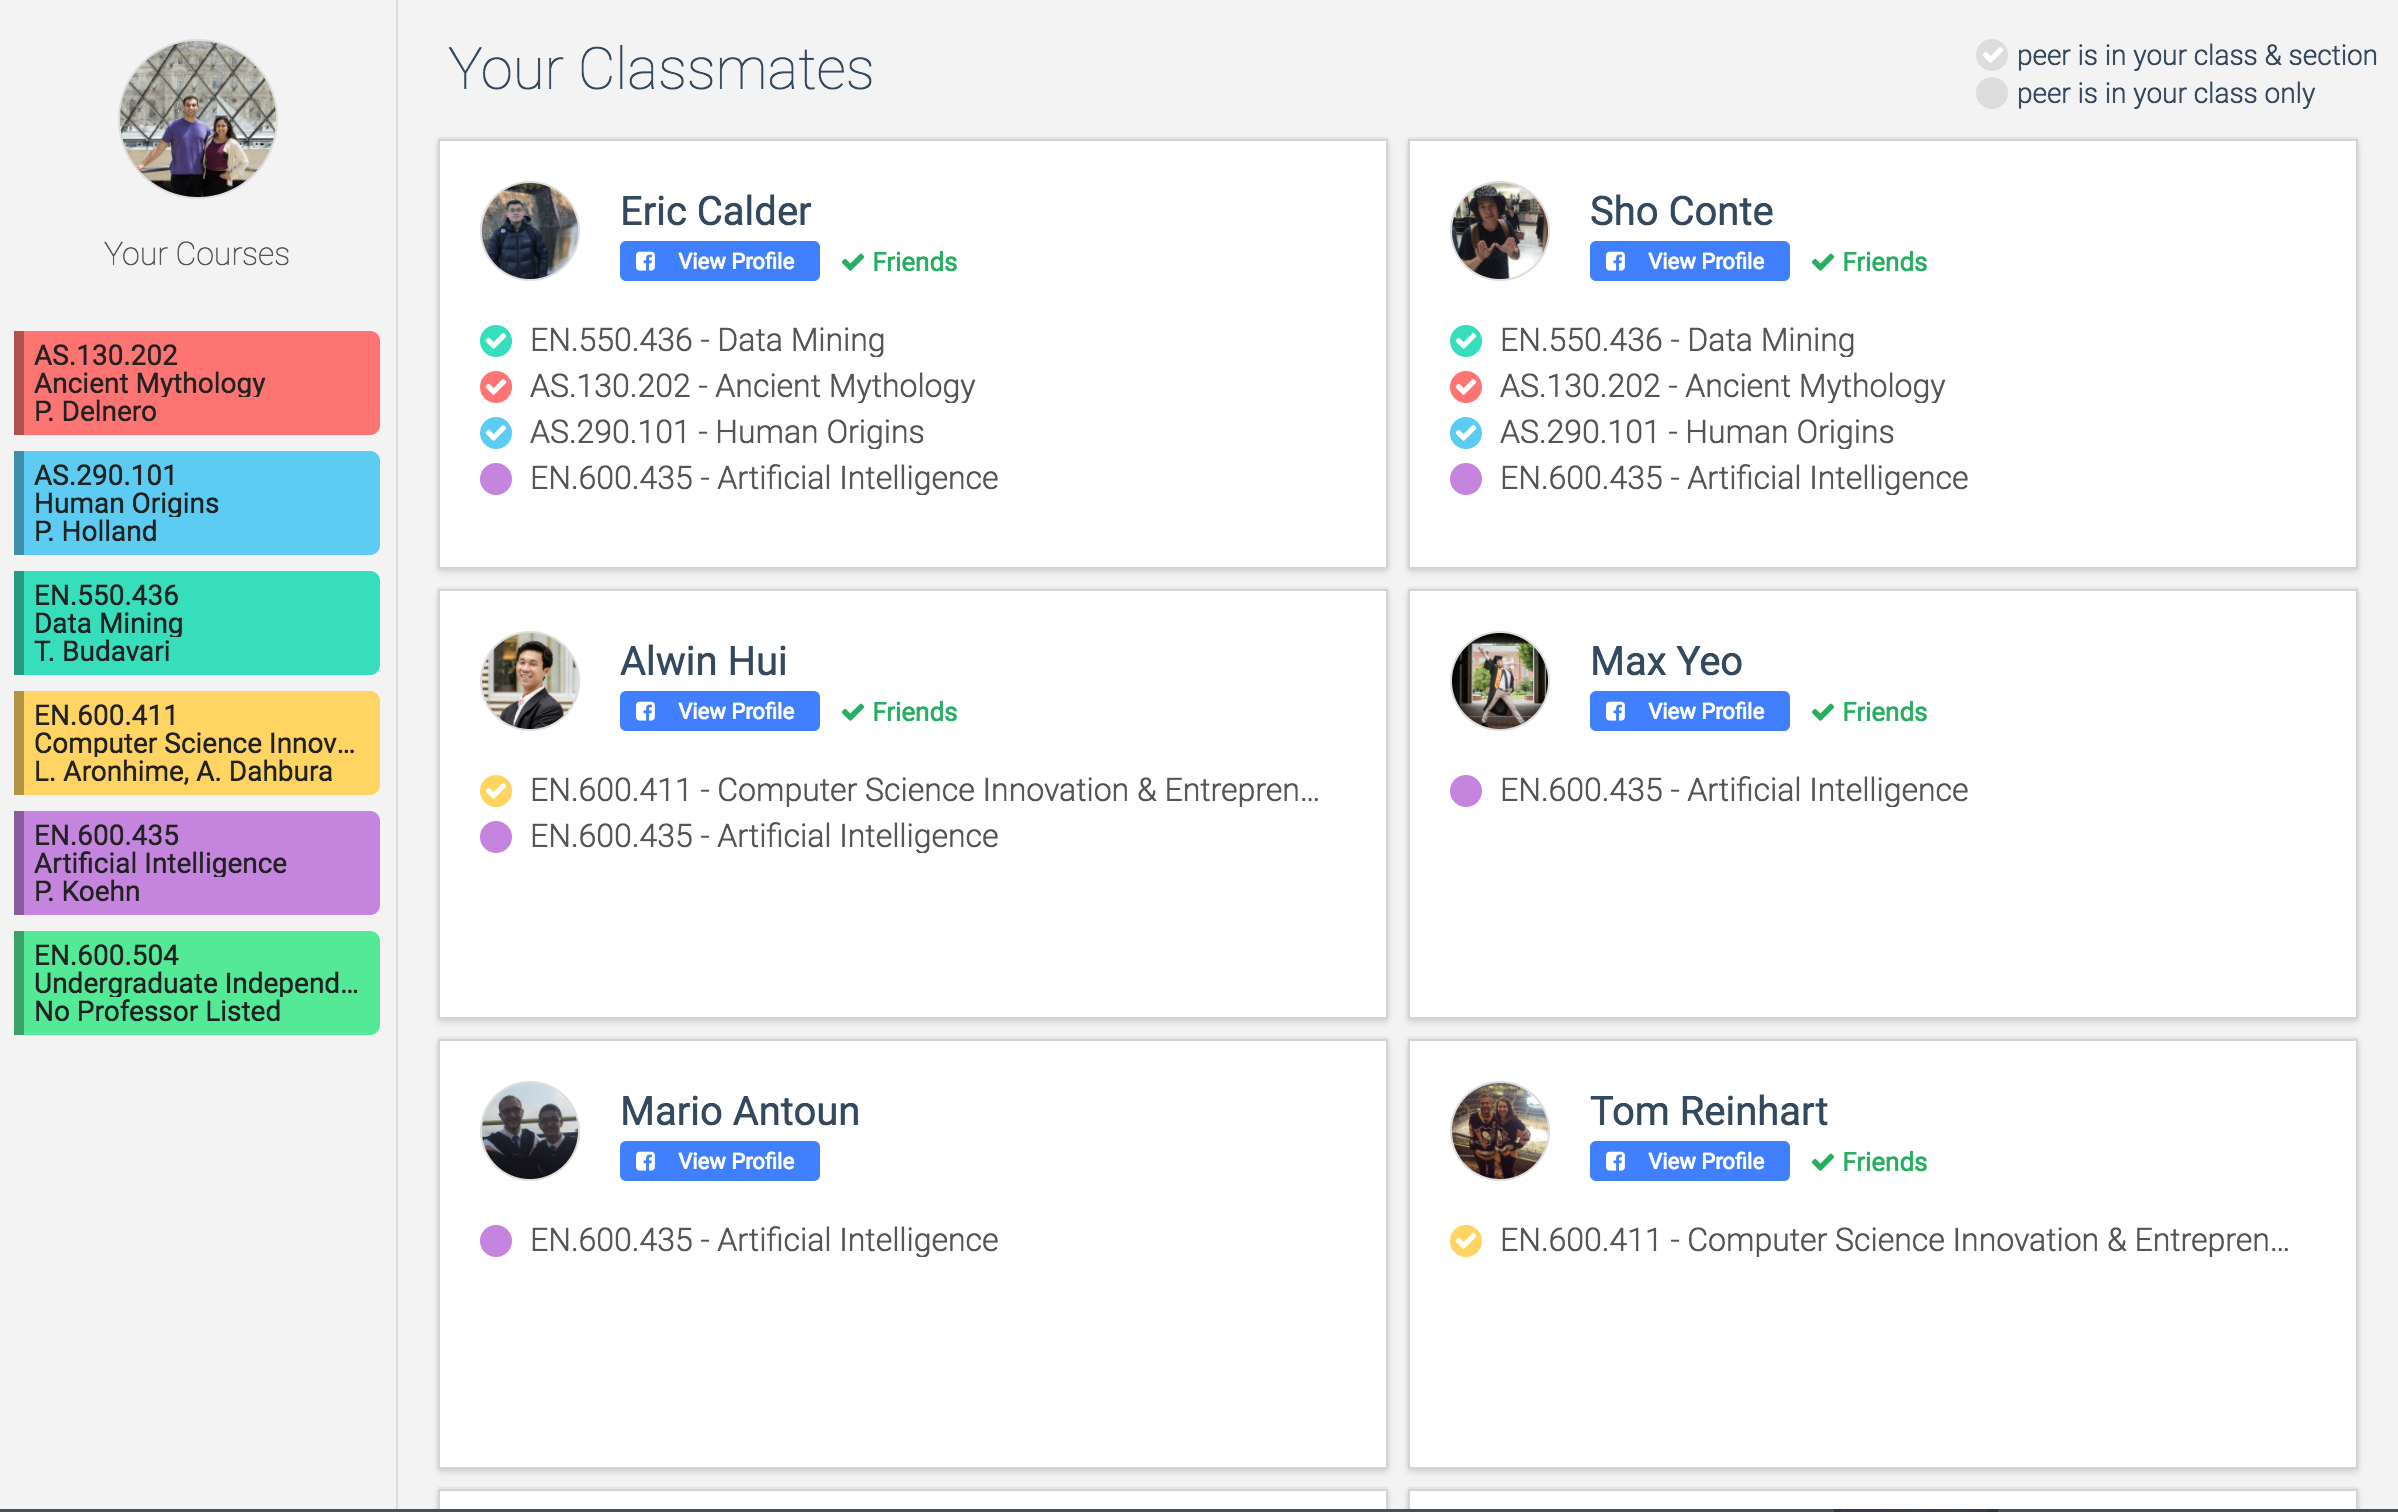 Your Courses
AS.130.202
Ancient Mythology
P. Delnero
AS.290.101
Human Origins
P. Holland
EN.550.436
Data Mining
T. Budavari
EN.600.411
Computer Science Innov...
L. Aronhime, A. Dahbura
EN.600.435
Artificial Intelligence
P. Koehn
EN.600.504
Undergraduate Independ...
No Professor Listed
Your Classmates
peer is in your class & section
peer is in your class only
Eric Calder
View Profile Friends
EN.550.436 - Data Mining
AS.130.202 - Ancient Mythology
AS.290.101 - Human Origins
EN.600.435 - Artificial Intelligence
Sho Conte
View Profile Friends
EN.550.436 - Data Mining
AS.130.202 - Ancient Mythology
AS.290.101 - Human Origins
EN.600.435 - Artificial Intelligence
Alwin Hui
View Profile Friends
EN.600.411 - Computer Science Innovation & Entrepren...
EN.600.435 - Artificial Intelligence
Max Yeo
View Profile Friends
EN.600.435 - Artificial Intelligence
Mario Antoun
View Profile
EN.600.435 - Artificial Intelligence
Tom Reinhart
View Profile Friends
EN.600.411 - Computer Science Innovation & Entrepren...